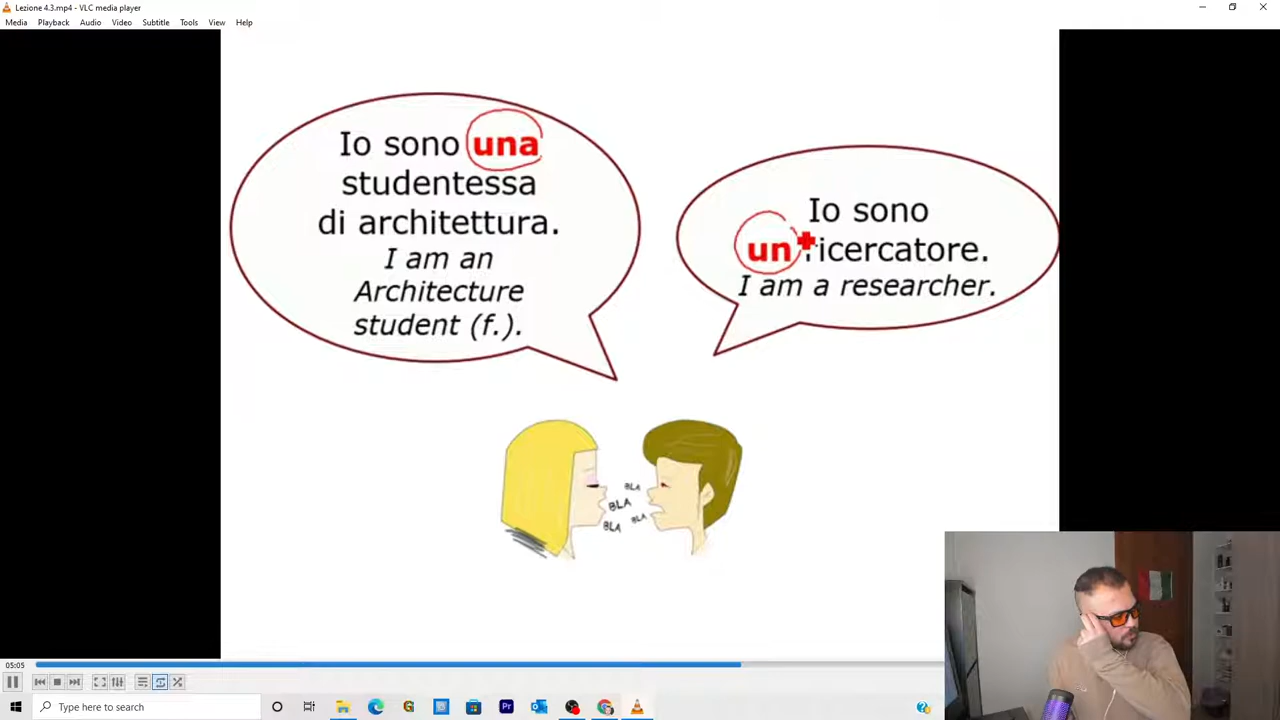 Lezione 4.3.mp4 - VLC media player
Media Playback Audio Video Subtitle Tools View Help
Io sono una
studentessa
di architettura.
I am an
Architecture
student (f.).
Io sono
un ricercatore.
I am a researcher.
BLA
BLA
BLA
BLA
05:05
Type here to search